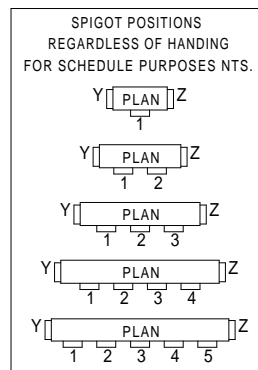 SPIGOT POSITIONS
REGARDLESS OF HANDING
FOR SCHEDULE PURPOSES NTS.
Y PLAN Z
1
Y PLAN Z
1 2
Y PLAN Z
1 2 3
Y PLAN Z
1 2 3 4
Y PLAN Z
1 2 3 4 5